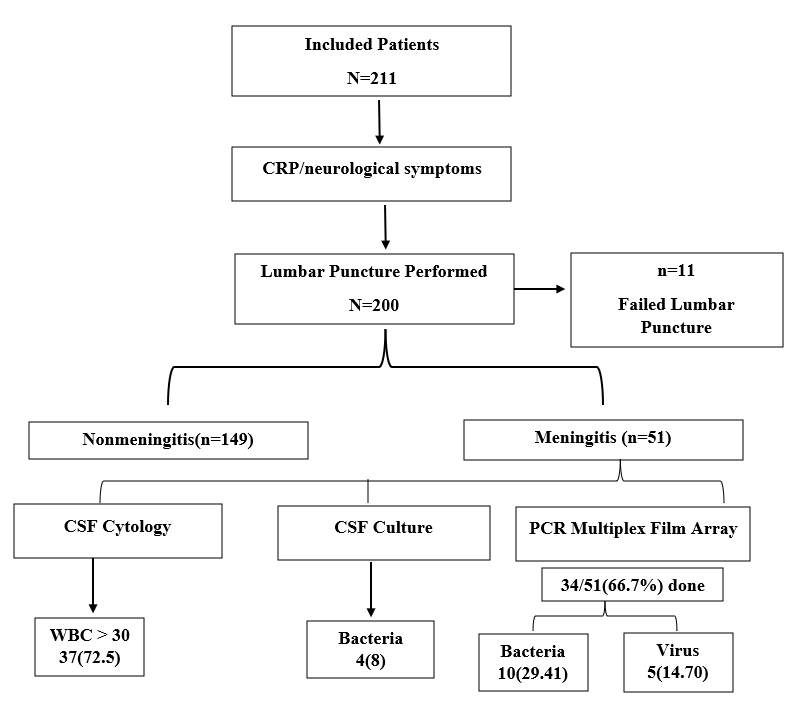 Included Patients
N=211
CRP/neurological symptoms
Lumbar Puncture Performed
N=200
n=11
Failed Lumbar
Puncture
Nonmeningitis(n=149)
Meningitis (n=51)
CSF Cytology
CSF Culture
PCR Multiplex Film Array
34/51(66.7%) done
WBC > 30
37(72.5)
Bacteria
4(8)
Bacteria
10(29.41)
Virus
5(14.70)